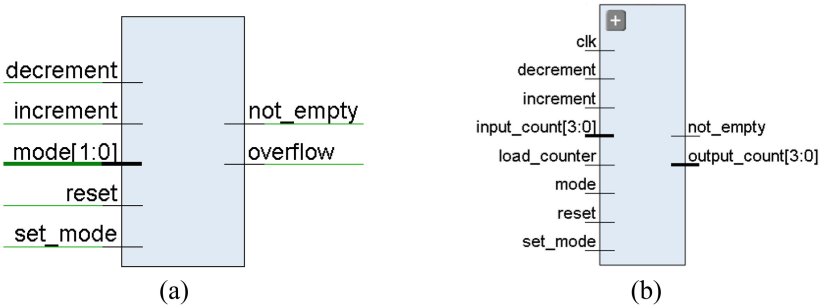 decrement
increment
mode[1:0]
reset
set_mode
not_empty
overflow
(a)
clk
decrement
increment
input_count[3:0]
load_counter
mode
reset
set_mode
not_empty
output_count[3:0]
(b)